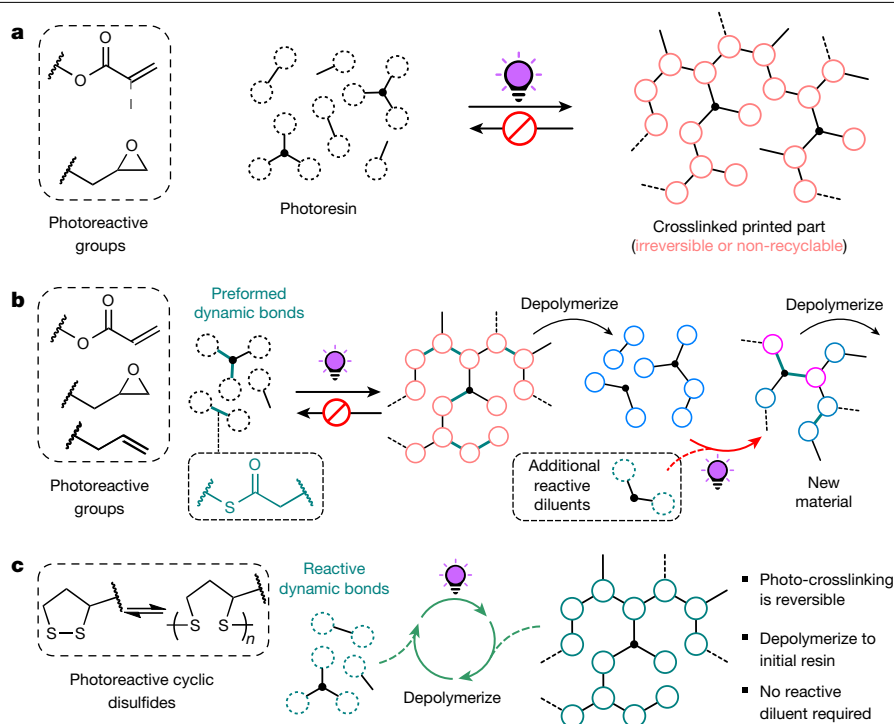 a
O
O
I
O
Photoreactive
groups
Photoresin
Crosslinked printed part
(irreversible or non-recyclable)
b
O
O
O
Photoreactive
groups
Preformed
dynamic bonds
O
S
Depolymerize
Additional
reactive
diluents
Depolymerize
New
material
c
S–S
S S
n
Photoreactive cyclic
disulfides
Reactive
dynamic bonds
Depolymerize
▪ Photo-crosslinking
is reversible
▪ Depolymerize to
initial resin
▪ No reactive
diluent required